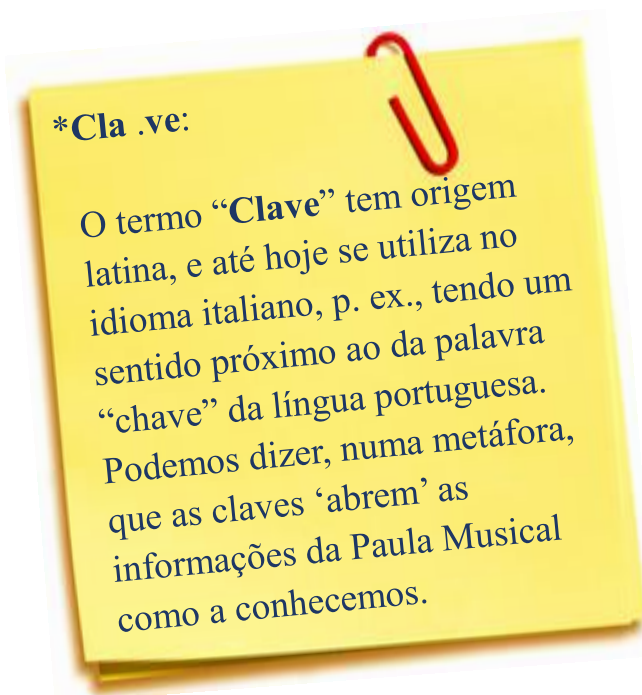 *Cla .ve:
O termo “Clave” tem origem
latina, e até hoje se utiliza no
idioma italiano, p. ex., tendo um
sentido próximo ao da palavra
“chave” da língua portuguesa.
Podemos dizer, numa metáfora,
que as claves ‘abrem’ as
informações da Paula Musical
como a conhecemos.